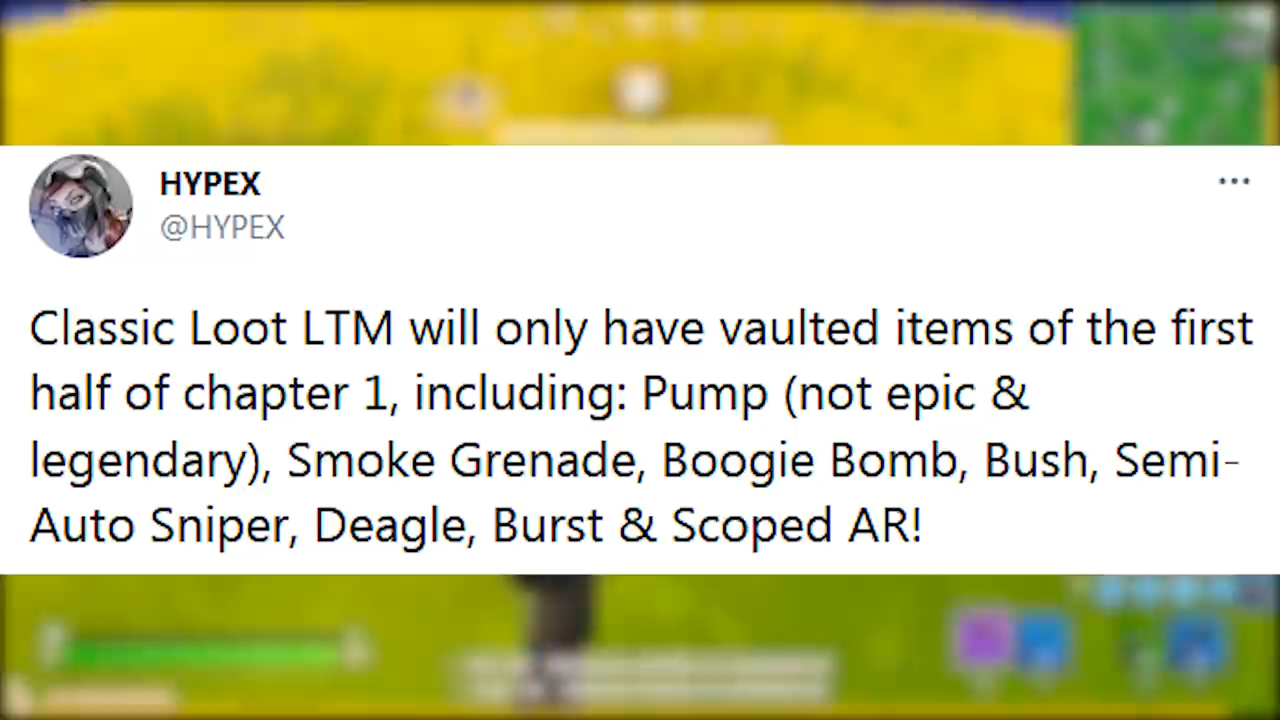 HYPEX
@HYPEX
Classic Loot LTM will only have vaulted items of the first
half of chapter 1, including: Pump (not epic &
legendary), Smoke Grenade, Boogie Bomb, Bush, Semi-
Auto Sniper, Deagle, Burst & Scoped AR!